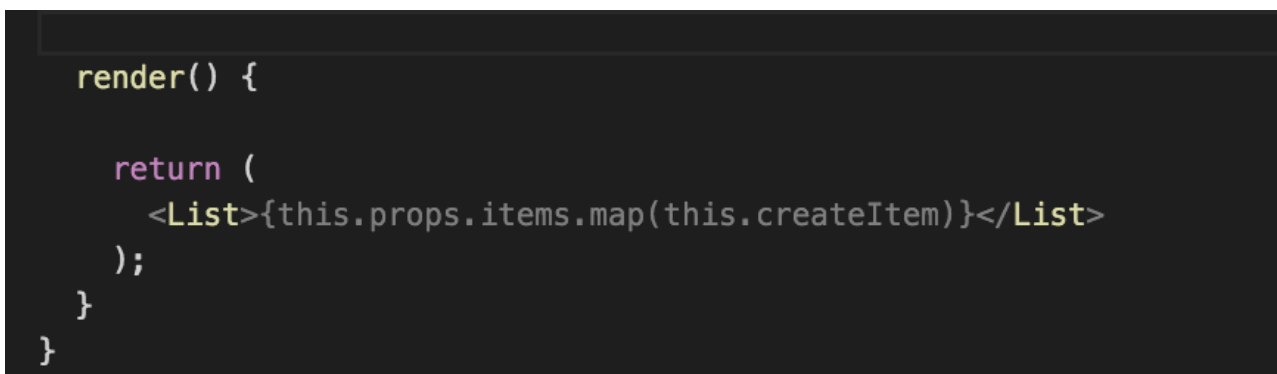 render() {
return (
<List>{this.props.items.map(this.createItem)}</List>
);
}
}